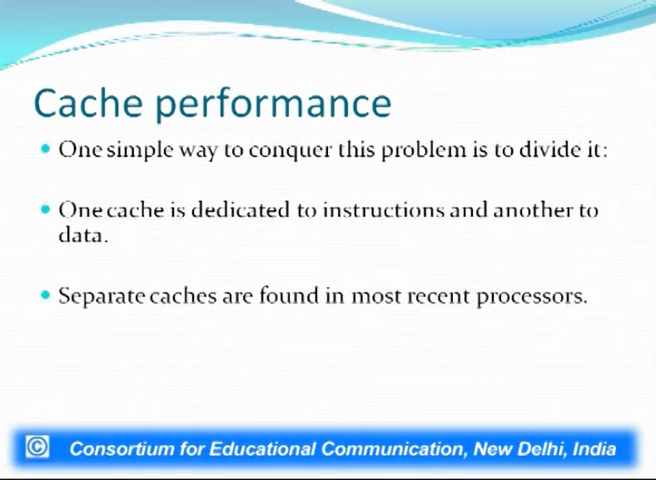 Cache performance
One simple way to conquer this problem is to divide it:
One cache is dedicated to instructions and another to
data.
Separate caches are found in most recent processors.
© Consortium for Educational Communication, New Delhi, India